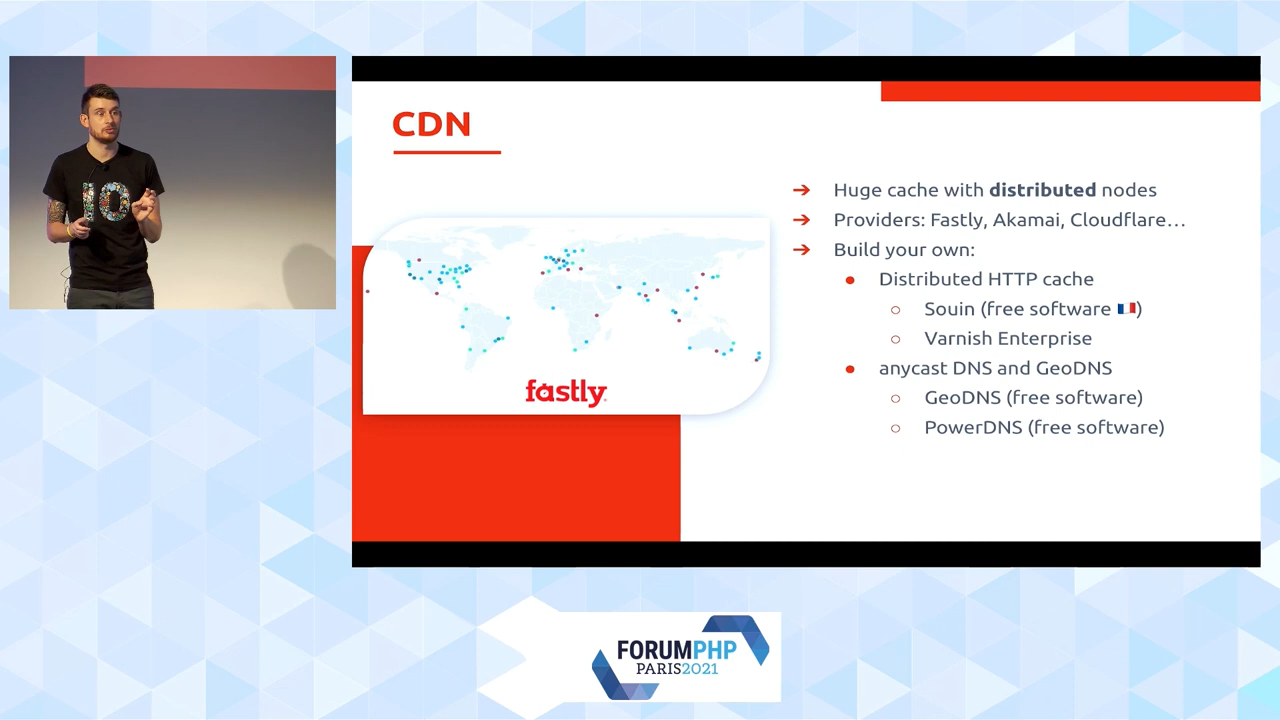 10
CDN
➔ Huge cache with distributed nodes
➔ Providers: Fastly, Akamai, Cloudflare…
➔ Build your own:
● Distributed HTTP cache
○ Souin (free software 🇫🇷)
○ Varnish Enterprise
● anycast DNS and GeoDNS
○ GeoDNS (free software)
○ PowerDNS (free software)
fastly
FORUMPHP
PARIS2021